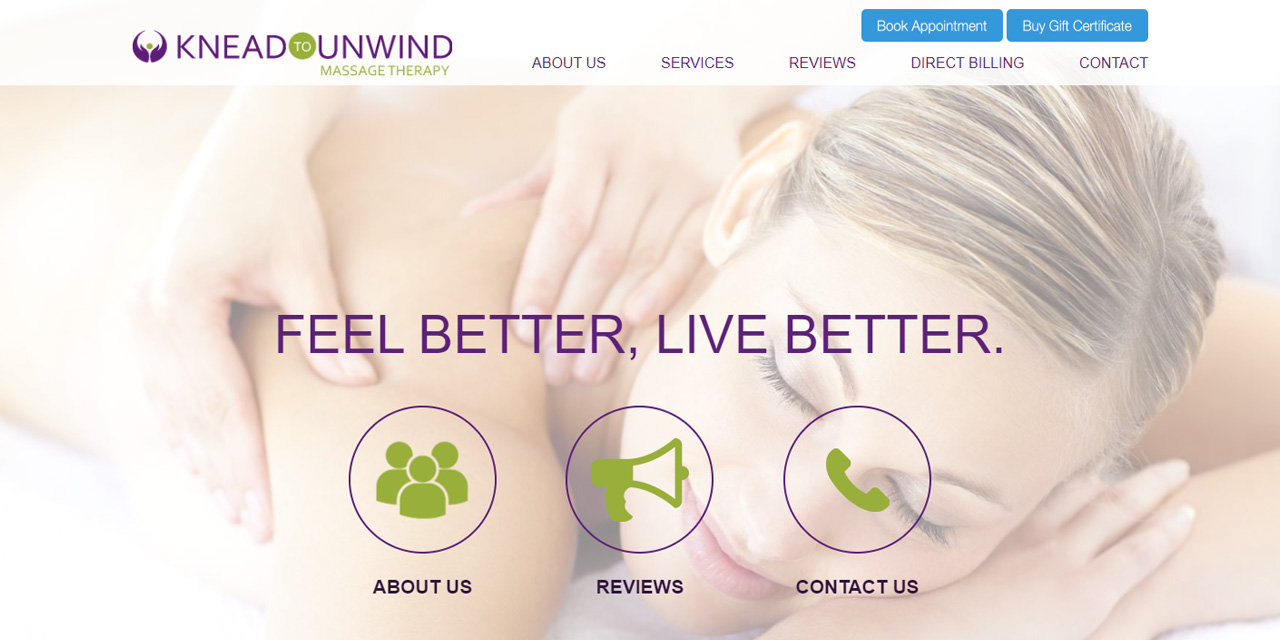 Book Appointment
Buy Gift Certificate
KNEAD TO UNWIND
MASSAGE THERAPY
ABOUT US
SERVICES
REVIEWS
DIRECT BILLING
CONTACT
FEEL BETTER, LIVE BETTER.
ABOUT US
REVIEWS
CONTACT US